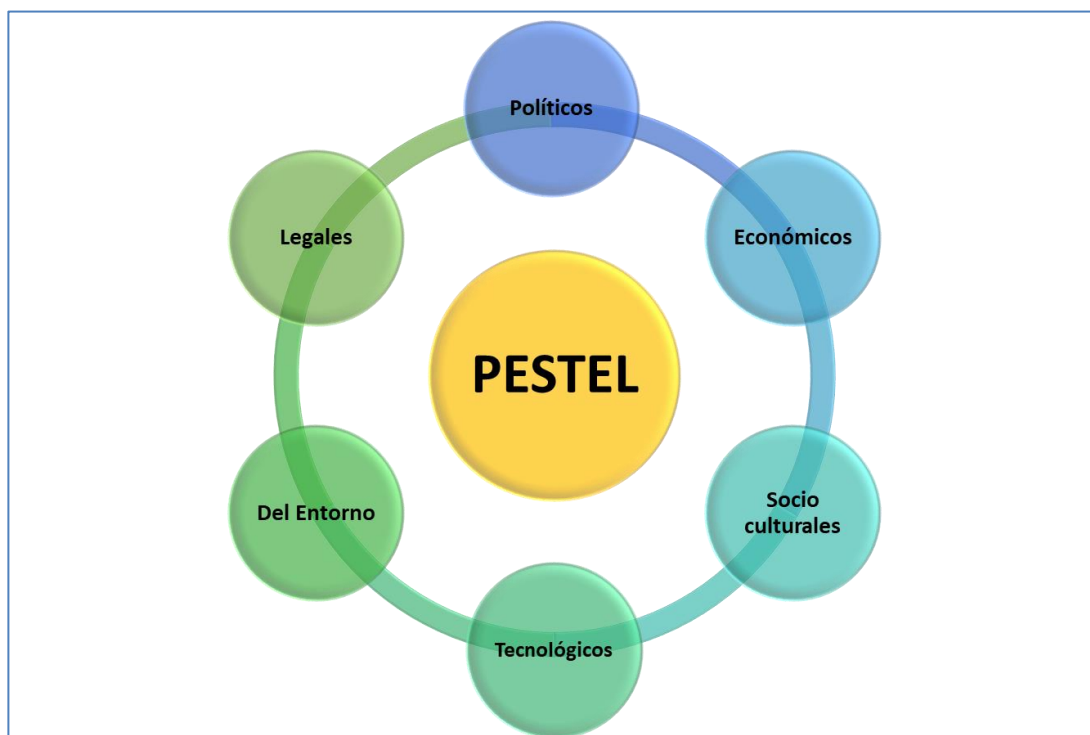 Políticos
Económicos
Socio
culturales
Tecnológicos
Del Entorno
Legales
PESTEL